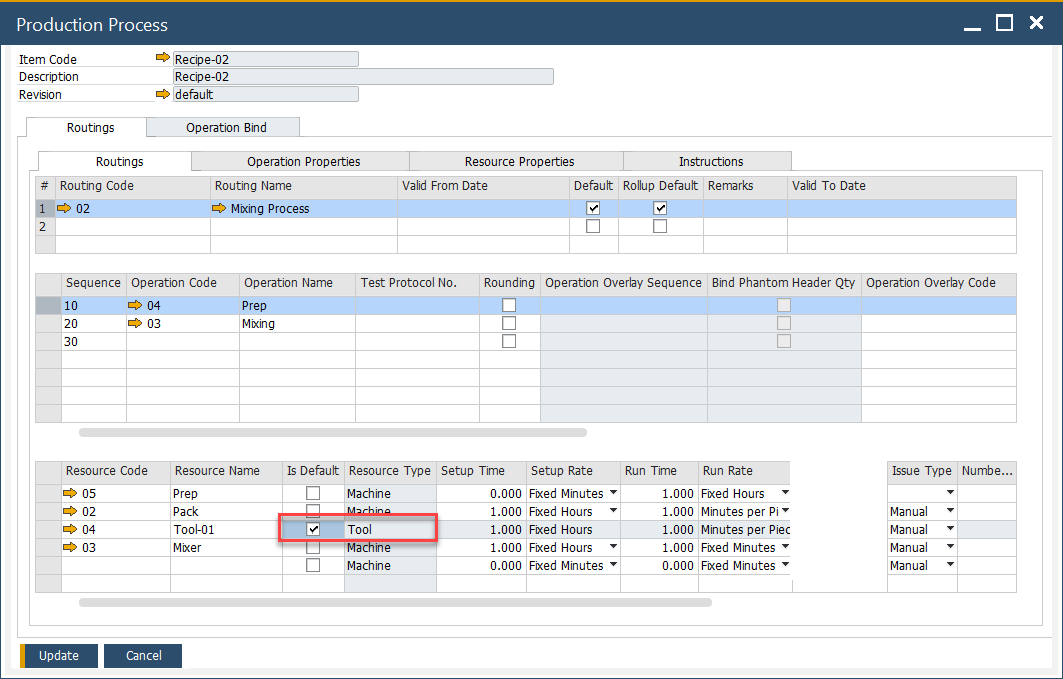 Production Process
Item Code Recipe-02
Description Recipe-02
Revision default
Routings Operation Bind
Routings Operation Properties Resource Properties Instructions
# Routing Code Routing Name Valid From Date Default Rollup Default Remarks Valid To Date
1 02 Mixing Process
2
Sequence Operation Code Operation Name Test Protocol No. Rounding Operation Overlay Sequence Bind Phantom Header Qty Operation Overlay Code
10 04 Prep
20 03 Mixing
30
Resource Code Resource Name Is Default Resource Type Setup Time Setup Rate Run Time Run Rate Issue Type Numbe...
05 Prep Machine 0.000 Fixed Minutes 1.000 Fixed Hours
02 Pack Machine 1.000 Fixed Hours 1.000 Minutes per Pi Manual
04 Tool-01 Tool 1.000 Fixed Hours 1.000 Minutes per Piec Manual
03 Mixer Machine 1.000 Fixed Hours 1.000 Fixed Minutes Manual
Machine 0.000 Fixed Minutes 0.000 Fixed Minutes Manual
Update Cancel